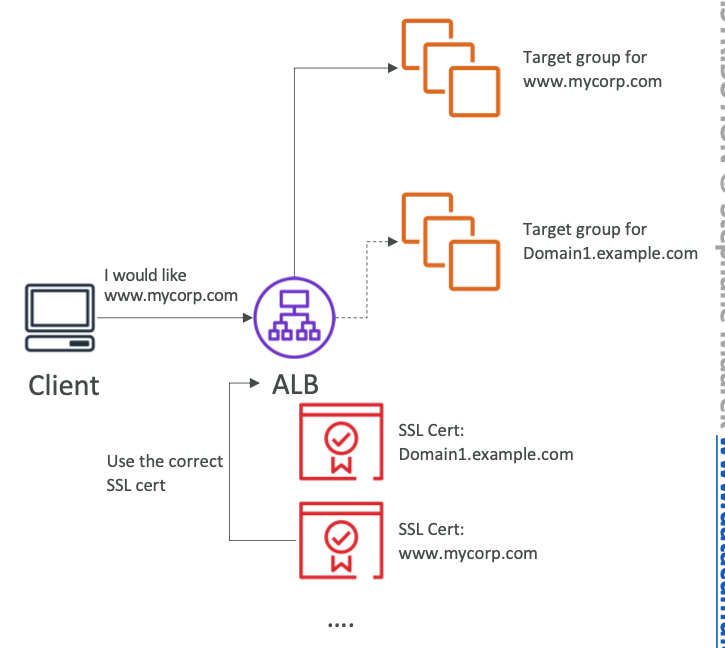 Target group for
www.mycorp.com
Target group for
Domain1.example.com
I would like
www.mycorp.com
Client
ALB
SSL Cert:
Domain1.example.com
Use the correct
SSL cert
SSL Cert:
www.mycorp.com
....